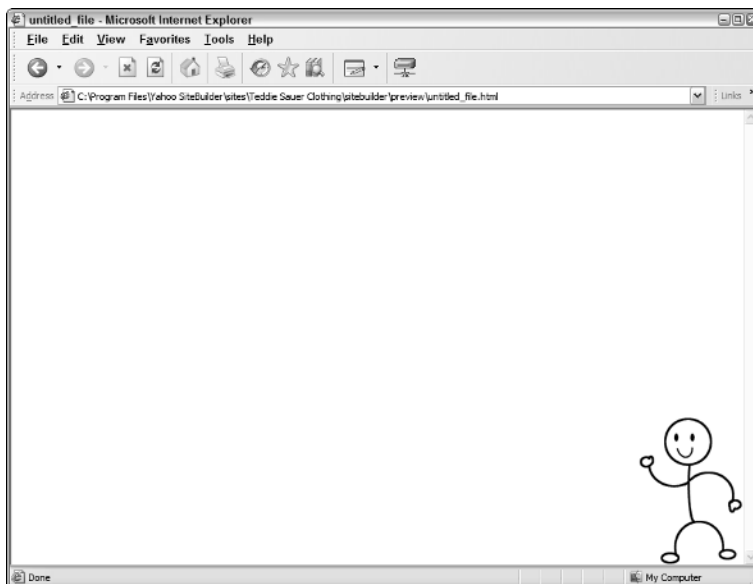 untitled_file - Microsoft Internet Explorer
File Edit View Favorites Tools Help
Address C:\Program Files\Yahoo SiteBuilder\sites\Teddie Sauer Clothing\sitebuilder\preview\untitled_file.html Links »
Done My Computer